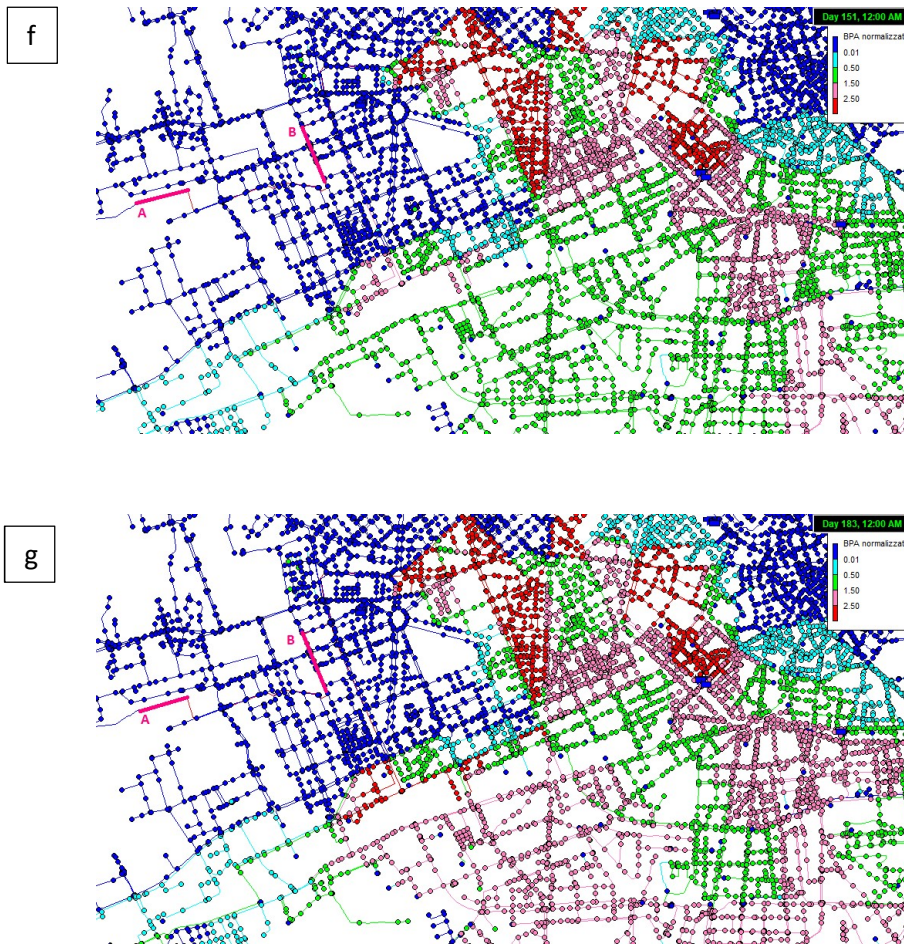 f
Day 151, 12:00 AM
BPA normalizzat
0.01
0.50
1.50
2.50
B
A
g
Day 183, 12:00 AM
BPA normalizzat
0.01
0.50
1.50
2.50
B
A